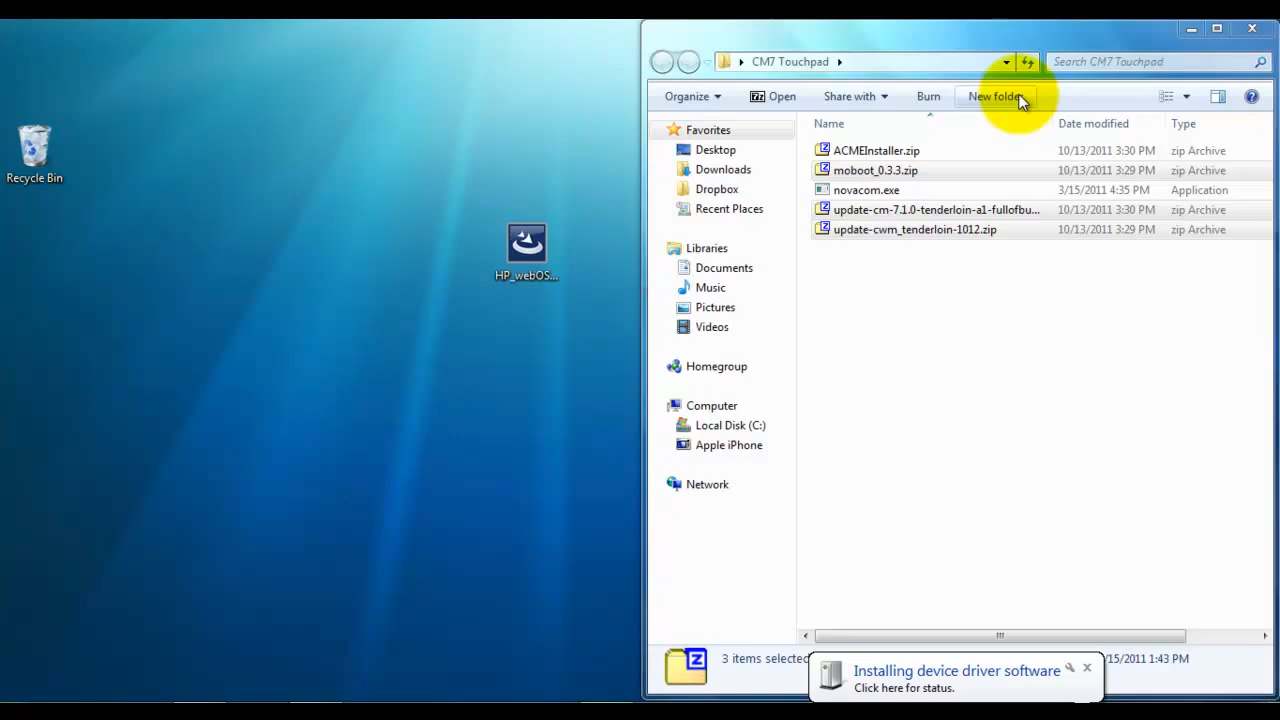 Recycle Bin
HP_webOS...
CM7 Touchpad
Search CM7 Touchpad
Organize
Open
Share with
Burn
New folder
Favorites
Desktop
Downloads
Dropbox
Recent Places
Libraries
Documents
Music
Pictures
Videos
Homegroup
Computer
Local Disk (C:)
Apple iPhone
Network
Name Date modified Type
ACMEInstaller.zip 10/13/2011 3:30 PM zip Archive
moboot_0.3.3.zip 10/13/2011 3:29 PM zip Archive
novacom.exe 3/15/2011 4:35 PM Application
update-cm-7.1.0-tenderloin-a1-fullofbu... 10/13/2011 3:30 PM zip Archive
update-cwm_tenderloin-1012.zip 10/13/2011 3:29 PM zip Archive
3 items selected
/15/2011 1:43 PM
Installing device driver software
Click here for status.